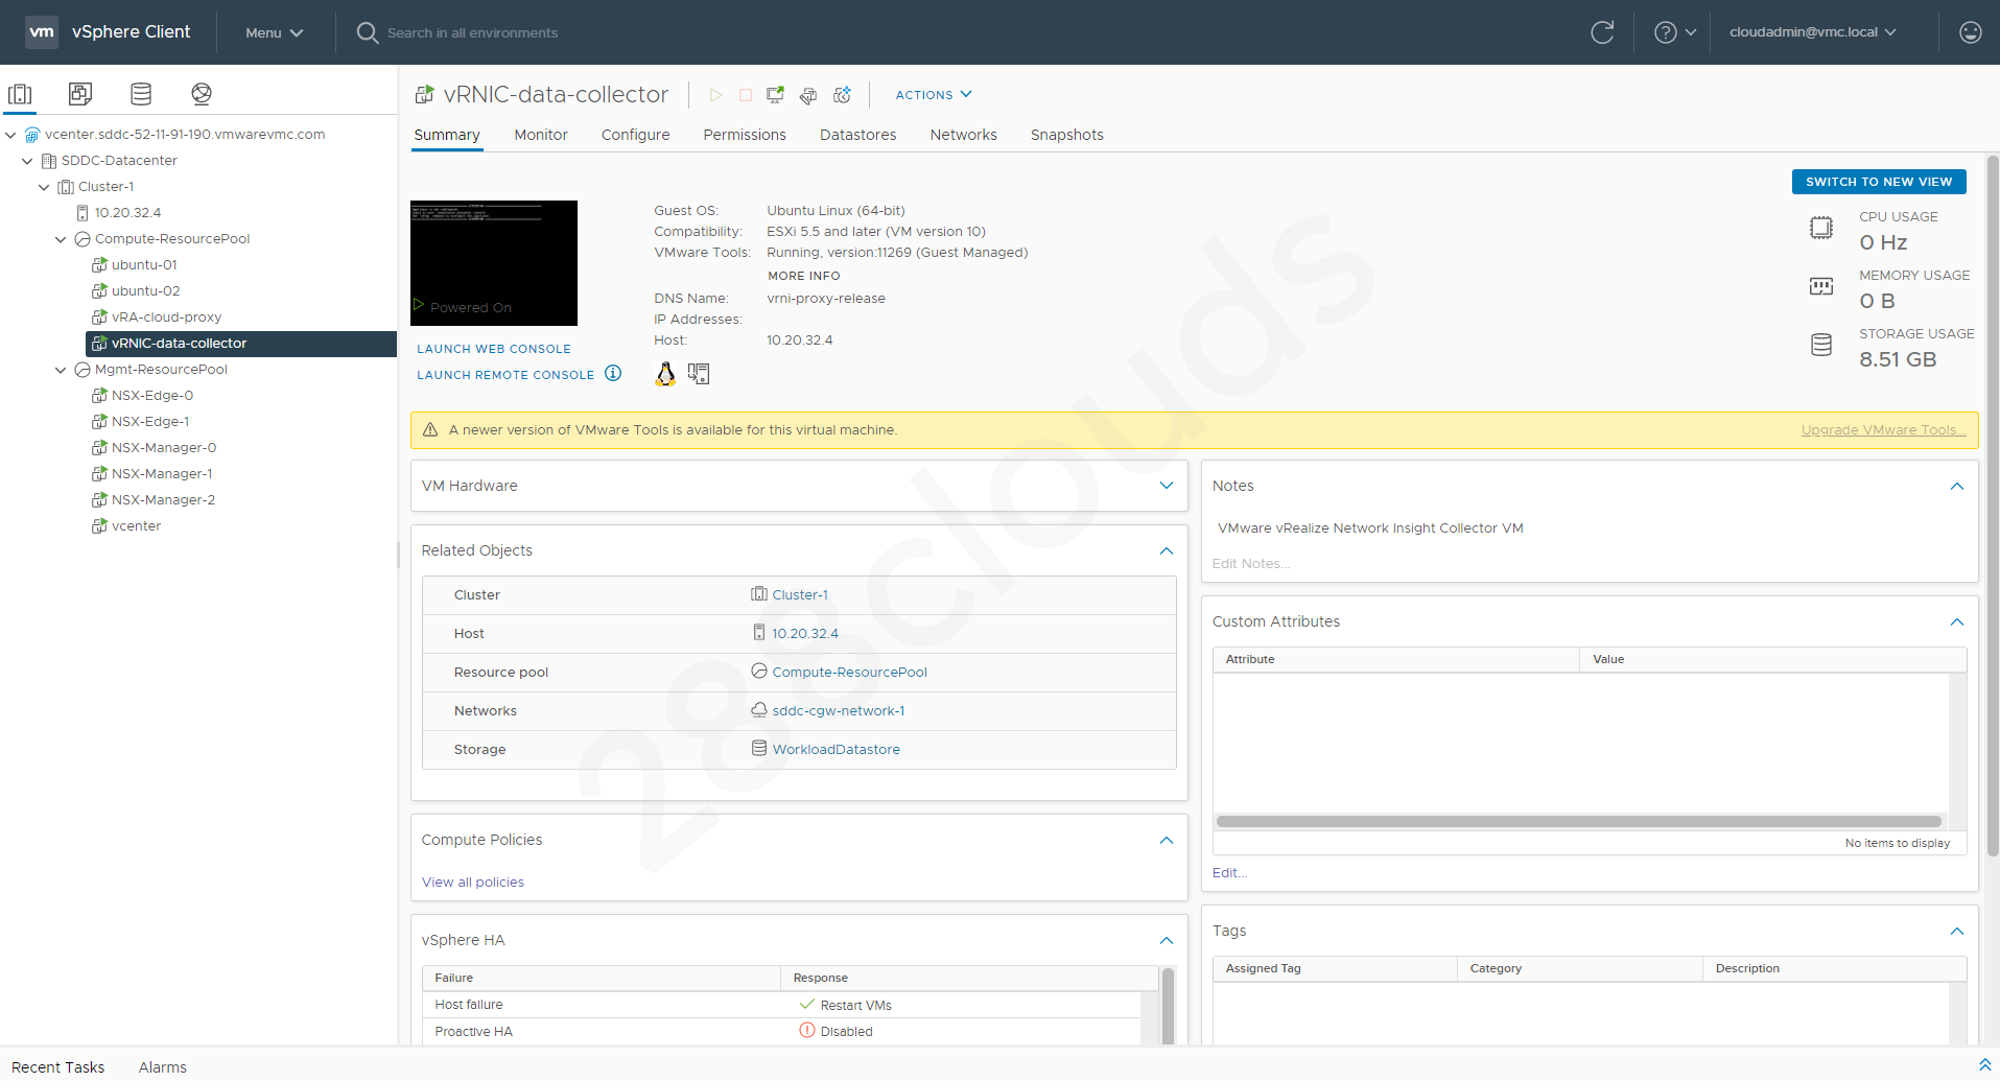 vm vSphere Client Menu Search in all environments cloudadmin@vmc.local
vcenter.sddc-52-11-91-190.vmwarevmc.com
SDDC-Datacenter
Cluster-1
10.20.32.4
Compute-ResourcePool
ubuntu-01
ubuntu-02
vRA-cloud-proxy
vRNIC-data-collector
Mgmt-ResourcePool
NSX-Edge-0
NSX-Edge-1
NSX-Manager-0
NSX-Manager-1
NSX-Manager-2
vcenter
vRNIC-data-collector ACTIONS
Summary Monitor Configure Permissions Datastores Networks Snapshots
SWITCH TO NEW VIEW
Powered On
LAUNCH WEB CONSOLE
LAUNCH REMOTE CONSOLE
Guest OS: Ubuntu Linux (64-bit)
Compatibility: ESXi 5.5 and later (VM version 10)
VMware Tools: Running, version:11269 (Guest Managed)
MORE INFO
DNS Name: vrni-proxy-release
IP Addresses:
Host: 10.20.32.4
CPU USAGE
0 Hz
MEMORY USAGE
0 B
STORAGE USAGE
8.51 GB
A newer version of VMware Tools is available for this virtual machine. Upgrade VMware Tools...
VM Hardware
Related Objects
Cluster Cluster-1
Host 10.20.32.4
Resource pool Compute-ResourcePool
Networks sddc-cgw-network-1
Storage WorkloadDatastore
Compute Policies
View all policies
vSphere HA
Failure Response
Host failure Restart VMs
Proactive HA Disabled
Notes
VMware vRealize Network Insight Collector VM
Edit Notes...
Custom Attributes
Attribute Value
No items to display
Edit...
Tags
Assigned Tag Category Description
288clouds
Recent Tasks Alarms